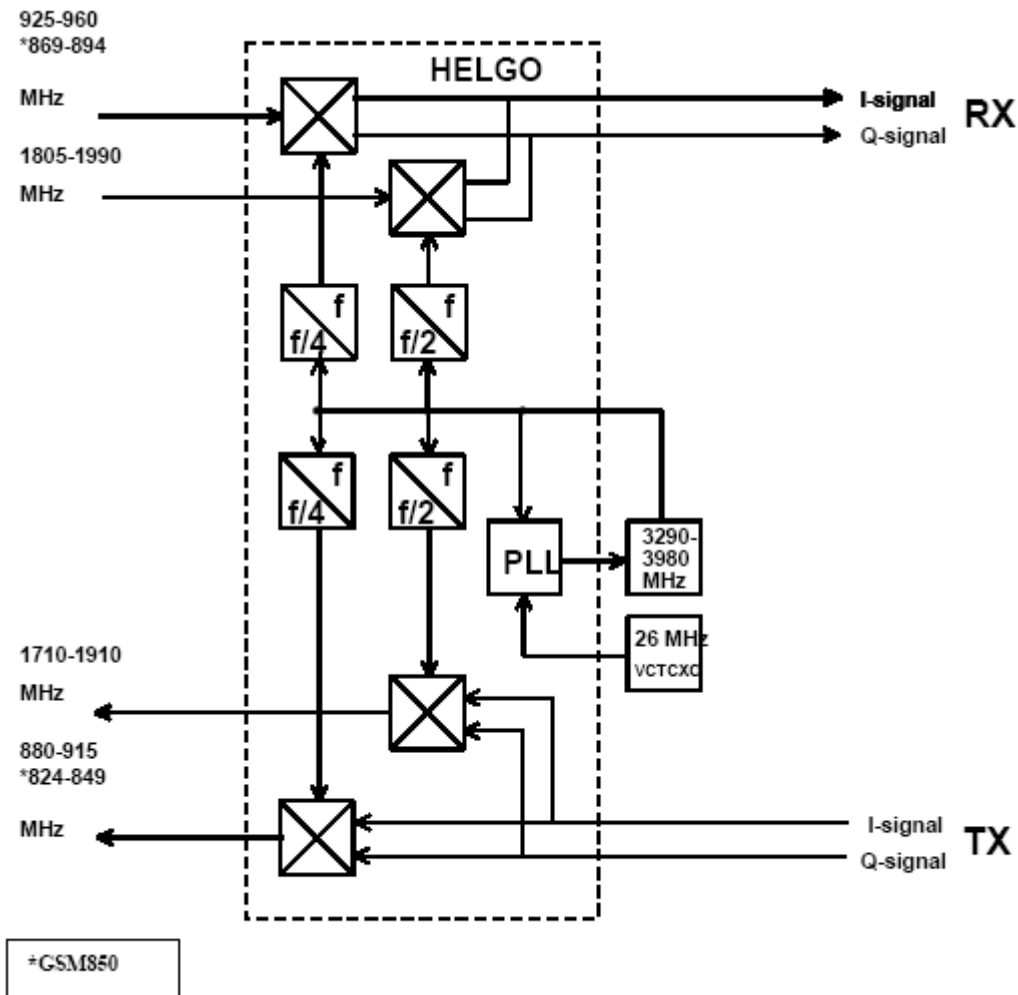 925-960
*869-894
MHz
HELGO
I-signal
RX
Q-signal
1805-1990
MHz
f
f/4
f
f/2
f
f/4
f
f/2
PLL
3290-
3980
MHz
26 MHz
VCTCXO
1710-1910
MHz
880-915
*824-849
MHz
I-signal
TX
Q-signal
*GSM850